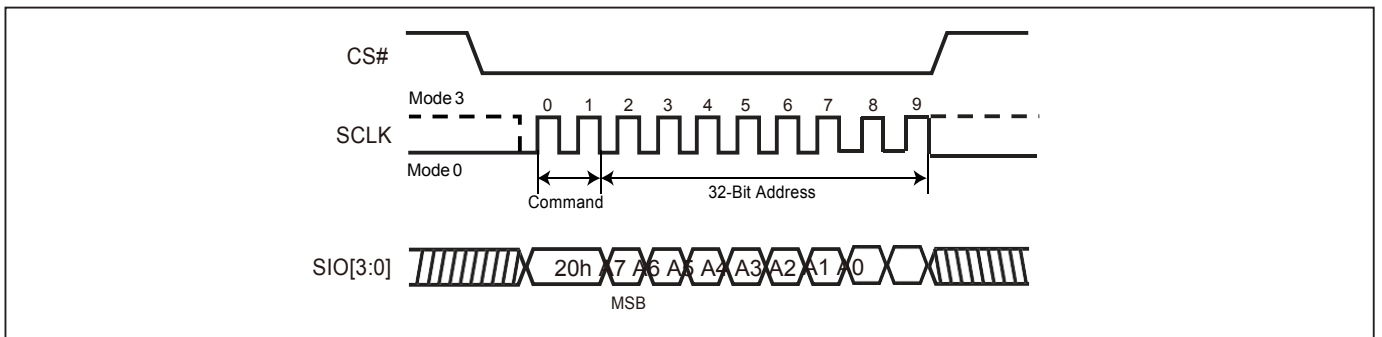 CS#
Mode 3
0 1 2 3 4 5 6 7 8 9
SCLK
Mode 0
Command
32-Bit Address
SIO[3:0]
20h A7 A6 A5 A4 A3 A2 A1 A0
MSB